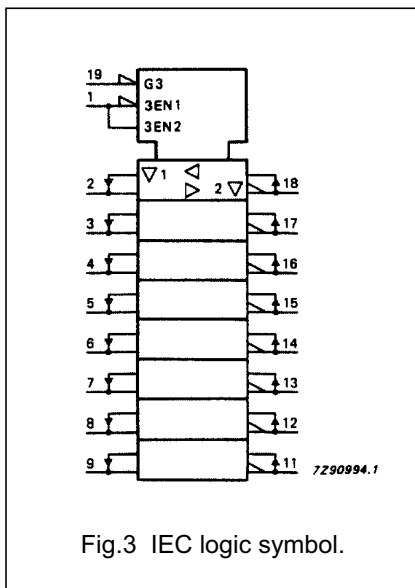 19 G3
1 3EN1
3EN2
2 ▽1 ◁ ▷ 2▽ 18
3 17
4 16
5 15
6 14
7 13
8 12
9 11
7Z90994.1
Fig.3 IEC logic symbol.